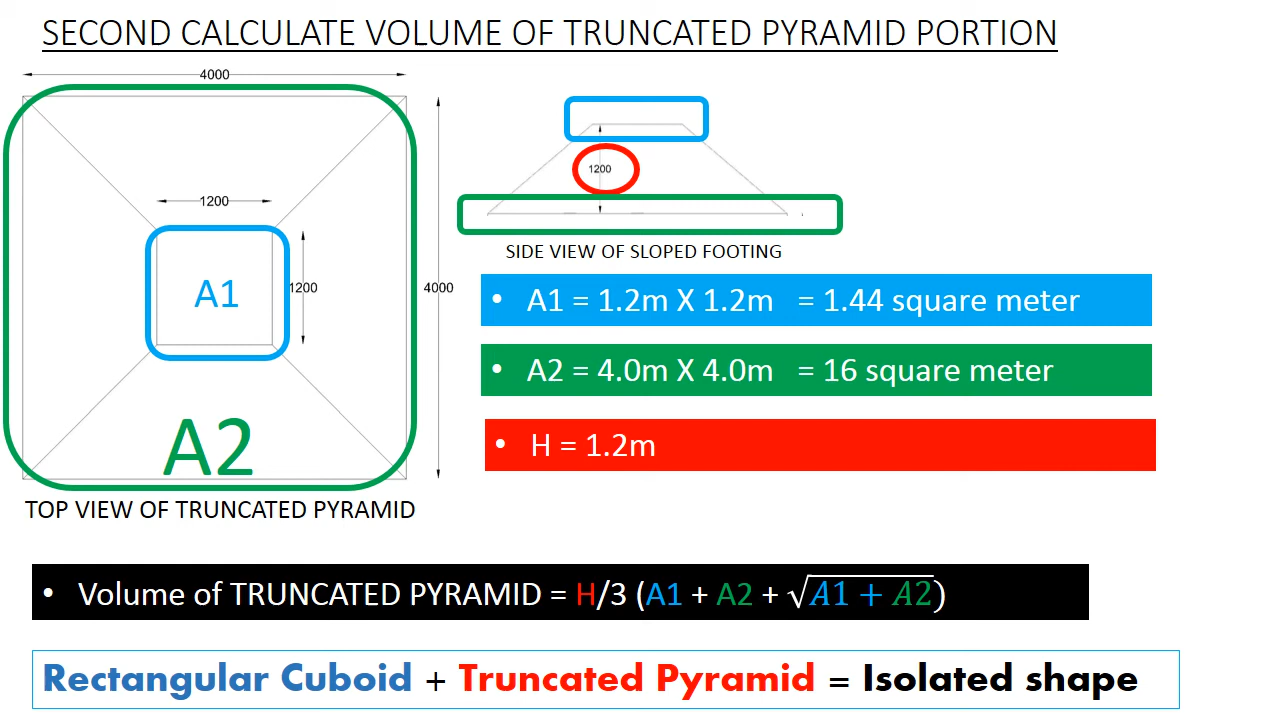 SECOND CALCULATE VOLUME OF TRUNCATED PYRAMID PORTION
4000
1200
A1
1200
4000
A2
TOP VIEW OF TRUNCATED PYRAMID
1200
SIDE VIEW OF SLOPED FOOTING
• A1 = 1.2m X 1.2m = 1.44 square meter
• A2 = 4.0m X 4.0m = 16 square meter
• H = 1.2m
• Volume of TRUNCATED PYRAMID = H/3 (A1 + A2 + √A1 + A2)
Rectangular Cuboid + Truncated Pyramid = Isolated shape